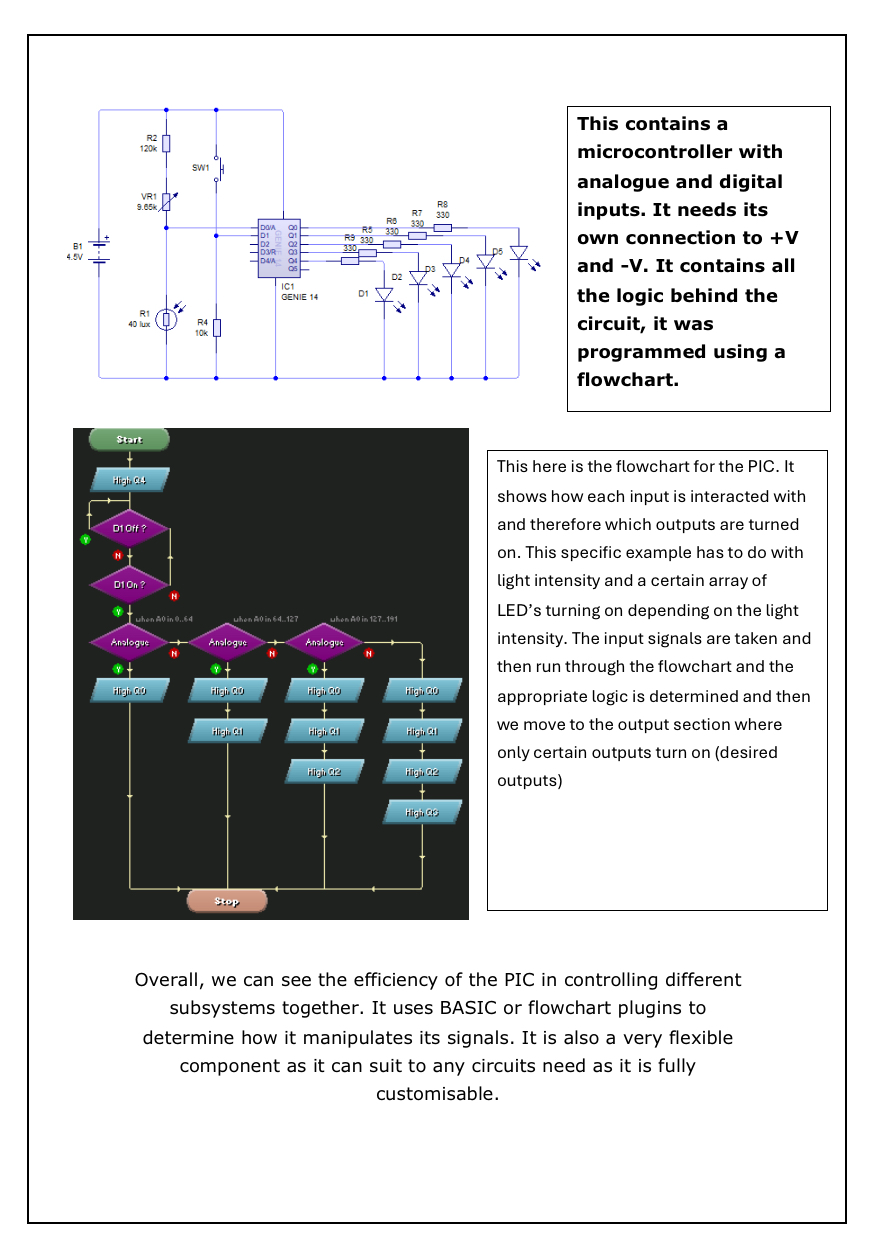 R2
120k
VR1
9.65k
B1
4.5V
+
R1
40 lux
SW1
R4
10k
D0/A
D1
D2
D3/R
D4/A
Q0
Q1
Q2
Q3
Q4
Q5
IC1
GENIE 14
R9
330
R5
330
R6
330
R7
330
R8
330
D1
D2
D3
D4
D5
This contains a
microcontroller with
analogue and digital
inputs. It needs its
own connection to +V
and -V. It contains all
the logic behind the
circuit, it was
programmed using a
flowchart.
Start
High Q4
D1 Off ?
Y
N
D1 On ?
N
Y
when A0 in 0..64
when A0 in 64..127
when A0 in 127..191
Analogue
N
Analogue
N
Analogue
N
Y
Y
Y
High Q0
High Q0
High Q0
High Q0
High Q1
High Q1
High Q1
High Q2
High Q2
High Q3
Stop
This here is the flowchart for the PIC. It
shows how each input is interacted with
and therefore which outputs are turned
on. This specific example has to do with
light intensity and a certain array of
LED’s turning on depending on the light
intensity. The input signals are taken and
then run through the flowchart and the
appropriate logic is determined and then
we move to the output section where
only certain outputs turn on (desired
outputs)
Overall, we can see the efficiency of the PIC in controlling different
subsystems together. It uses BASIC or flowchart plugins to
determine how it manipulates its signals. It is also a very flexible
component as it can suit to any circuits need as it is fully
customisable.